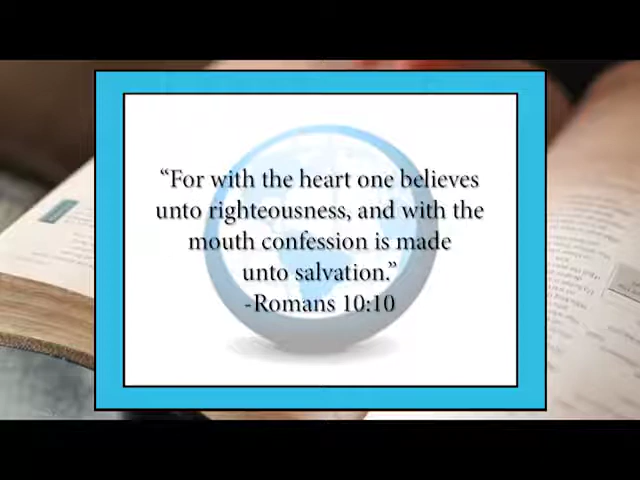 “For with the heart one believes
unto righteousness, and with the
mouth confession is made
unto salvation.”
-Romans 10:10